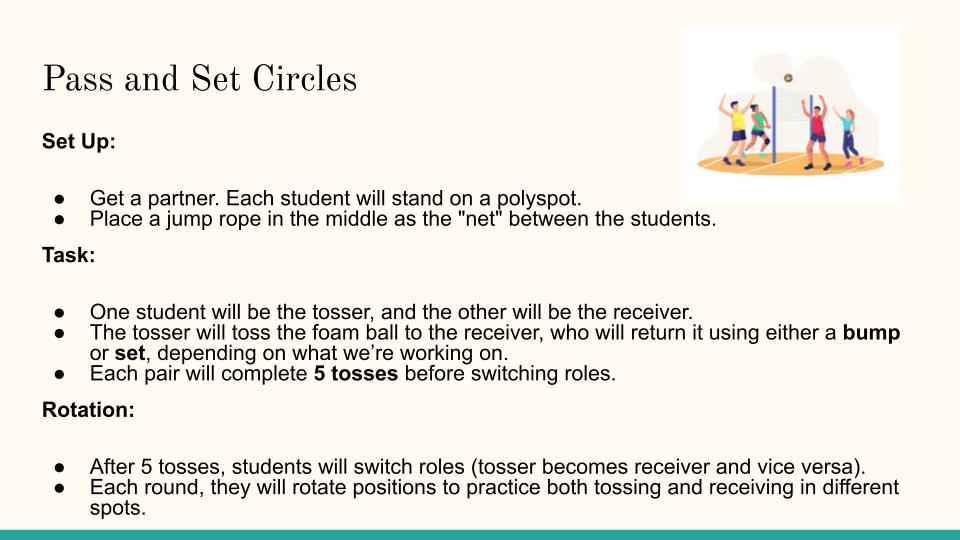 Pass and Set Circles
Set Up:
● Get a partner. Each student will stand on a polyspot.
● Place a jump rope in the middle as the "net" between the students.
Task:
● One student will be the tosser, and the other will be the receiver.
● The tosser will toss the foam ball to the receiver, who will return it using either a bump
or set, depending on what we’re working on.
● Each pair will complete 5 tosses before switching roles.
Rotation:
● After 5 tosses, students will switch roles (tosser becomes receiver and vice versa).
● Each round, they will rotate positions to practice both tossing and receiving in different
spots.